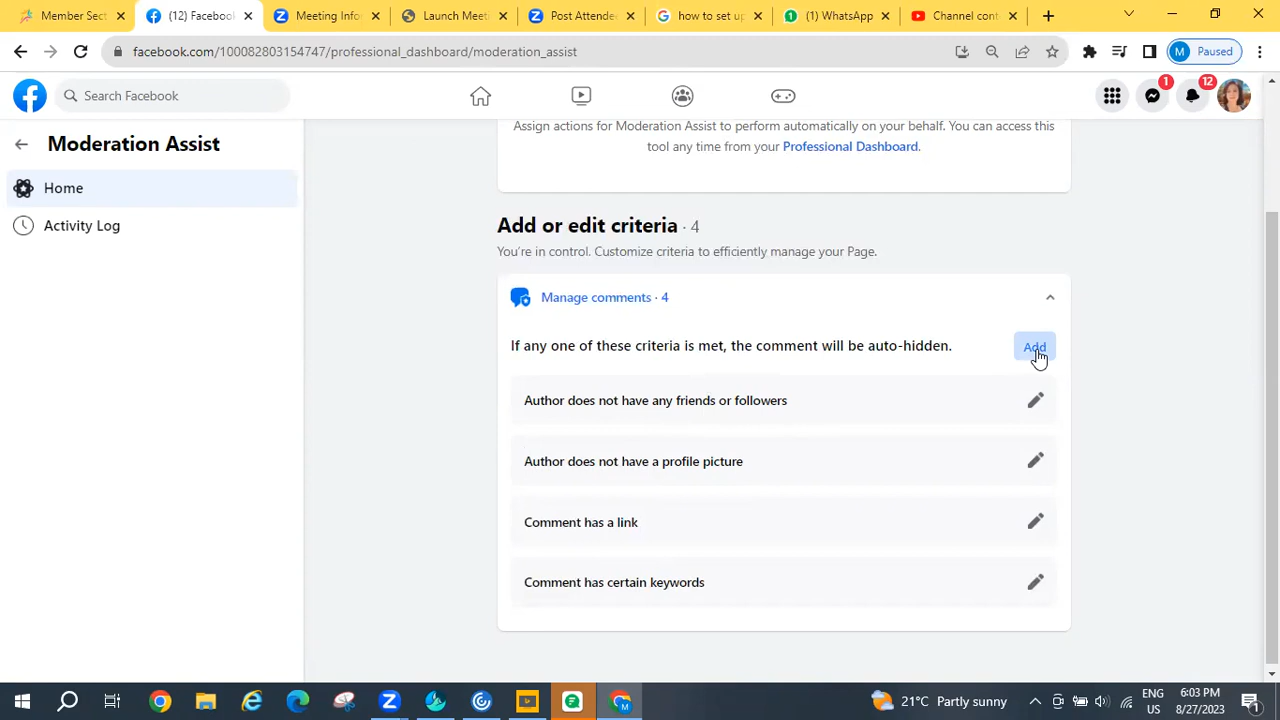 Member Sect
(12) Facebook
Meeting Info
Launch Meeti
Post Attende
how to set up
(1) WhatsApp
Channel cont
facebook.com/100082803154747/professional_dashboard/moderation_assist
M
Paused
Search Facebook
1
12
Moderation Assist
Home
Activity Log
Assign actions for Moderation Assist to perform automatically on your behalf. You can access this
tool any time from your Professional Dashboard.
Add or edit criteria · 4
You're in control. Customize criteria to efficiently manage your Page.
Manage comments · 4
If any one of these criteria is met, the comment will be auto-hidden.
Add
Author does not have any friends or followers
Author does not have a profile picture
Comment has a link
Comment has certain keywords
21°C Partly sunny
ENG
US
6:03 PM
8/27/2023
1